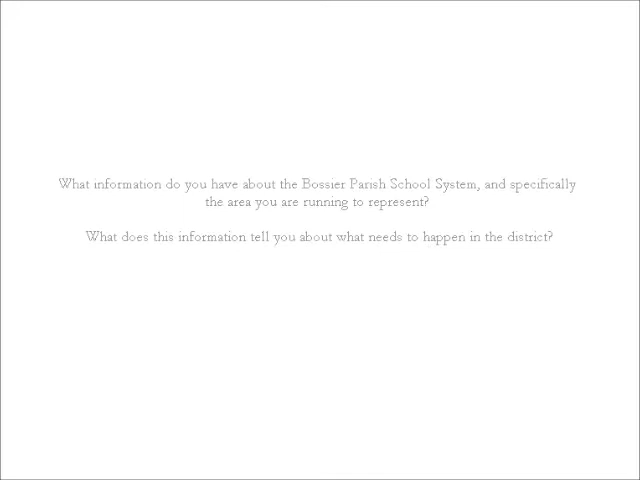 What information do you have about the Bossier Parish School System, and specifically
the area you are running to represent?
What does this information tell you about what needs to happen in the district?